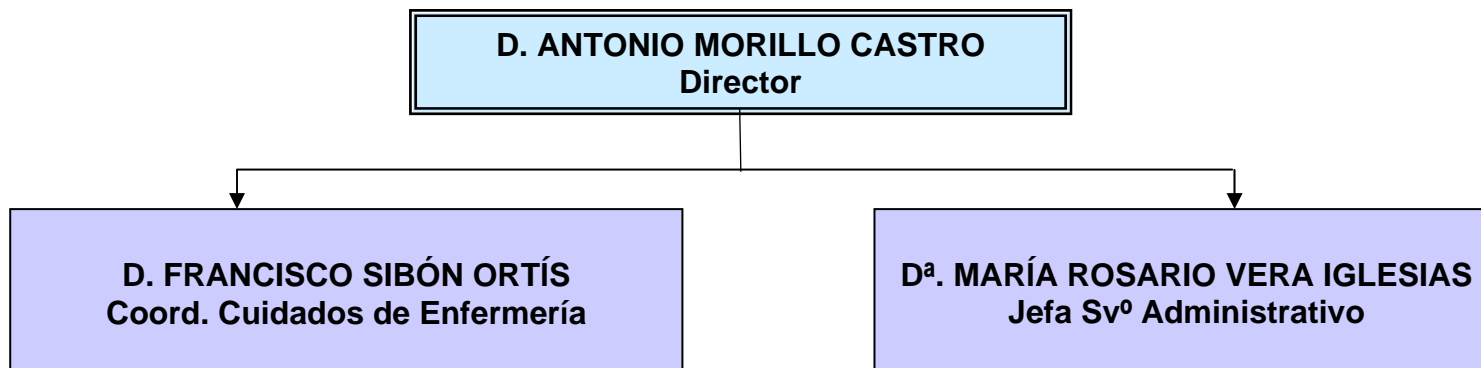 D. ANTONIO MORILLO CASTRO
Director
D. FRANCISCO SIBÓN ORTÍS
Coord. Cuidados de Enfermería
Dª. MARÍA ROSARIO VERA IGLESIAS
Jefa Svº Administrativo